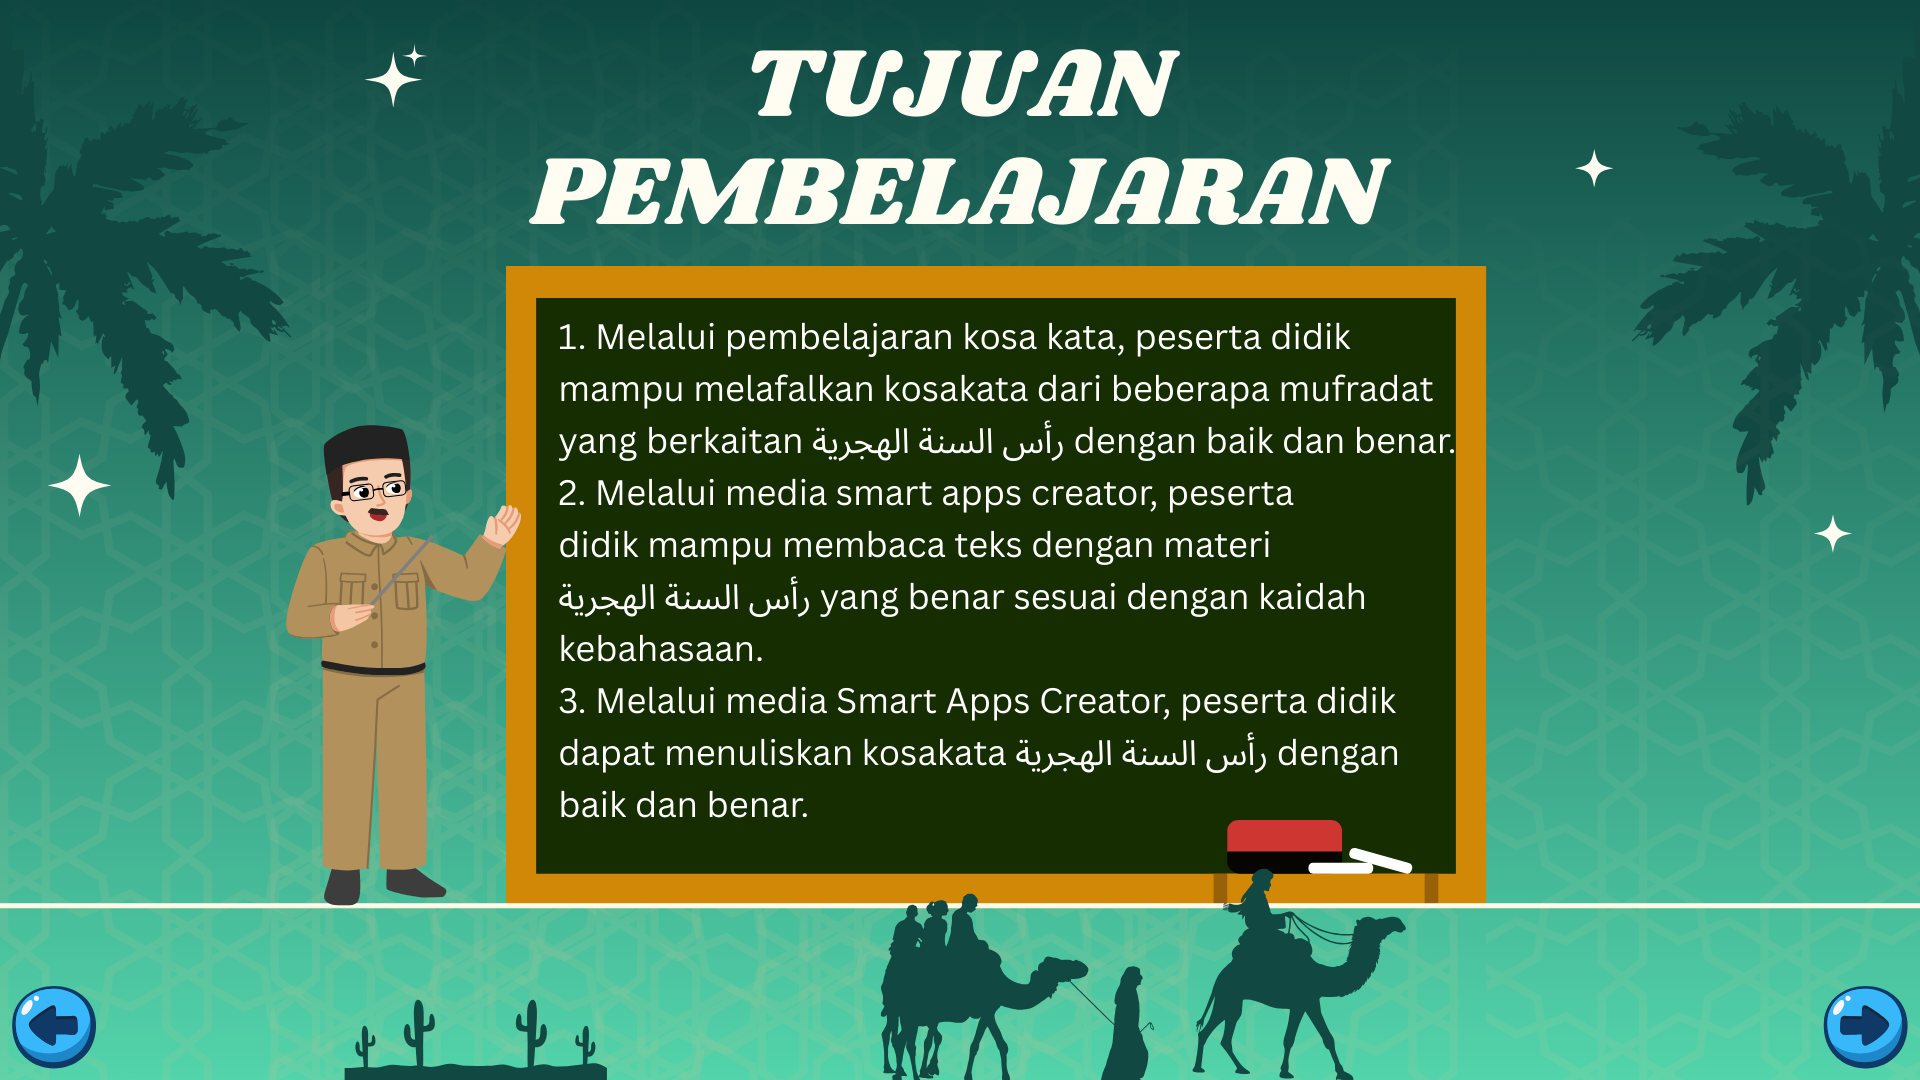 TUJUAN
PEMBELAJARAN
1. Melalui pembelajaran kosa kata, peserta didik
mampu melafalkan kosakata dari beberapa mufradat
yang berkaitan رأس السنة الهجرية dengan baik dan benar.
2. Melalui media smart apps creator, peserta
didik mampu membaca teks dengan materi
رأس السنة الهجرية yang benar sesuai dengan kaidah
kebahasaan.
3. Melalui media Smart Apps Creator, peserta didik
dapat menuliskan kosakata رأس السنة الهجرية dengan
baik dan benar.